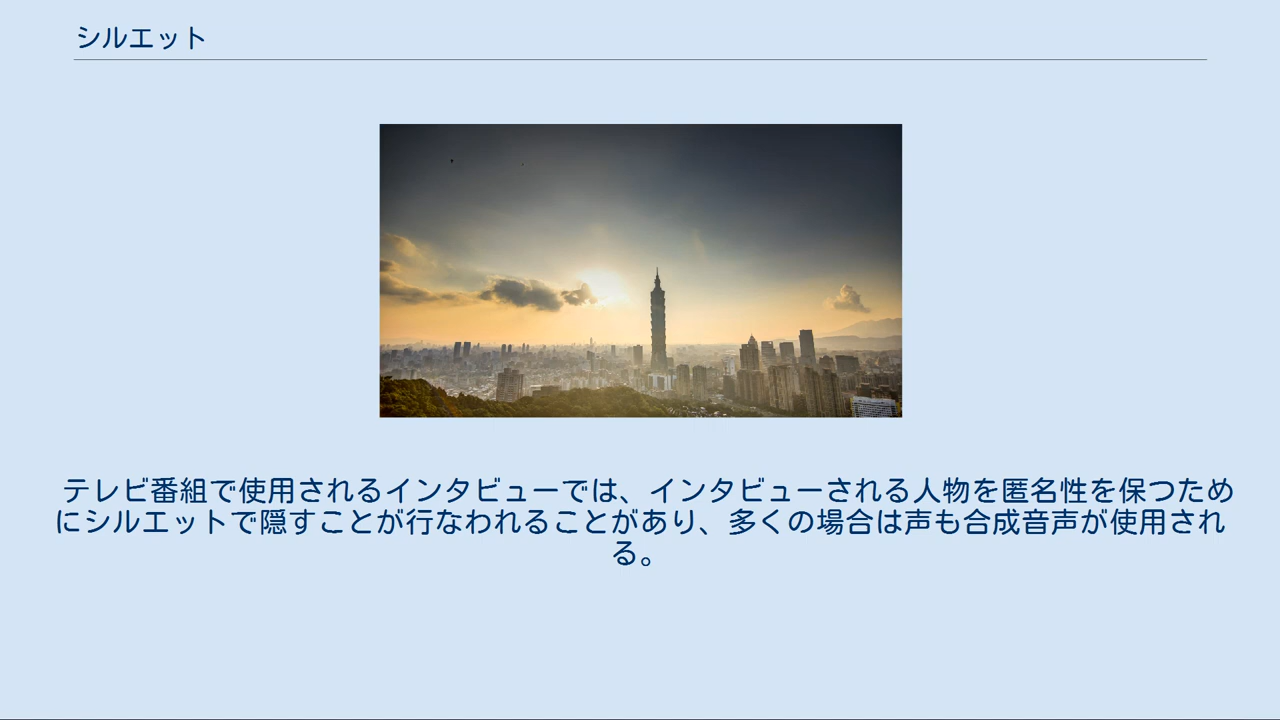 シルエット
テレビ番組で使用されるインタビューでは、インタビューされる人物を匿名性を保つため
にシルエットで隠すことが行なわれることがあり、多くの場合は声も合成音声が使用され
る。